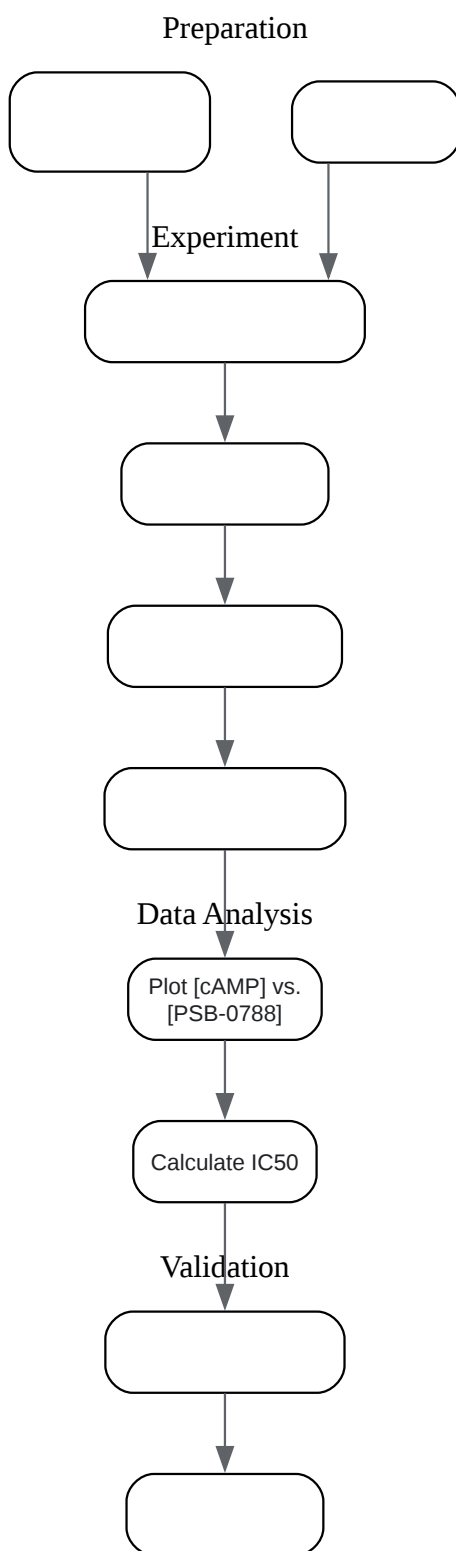 Preparation
Experiment
Data Analysis
Plot [cAMP] vs.
[PSB-0788]
Calculate IC50
Validation